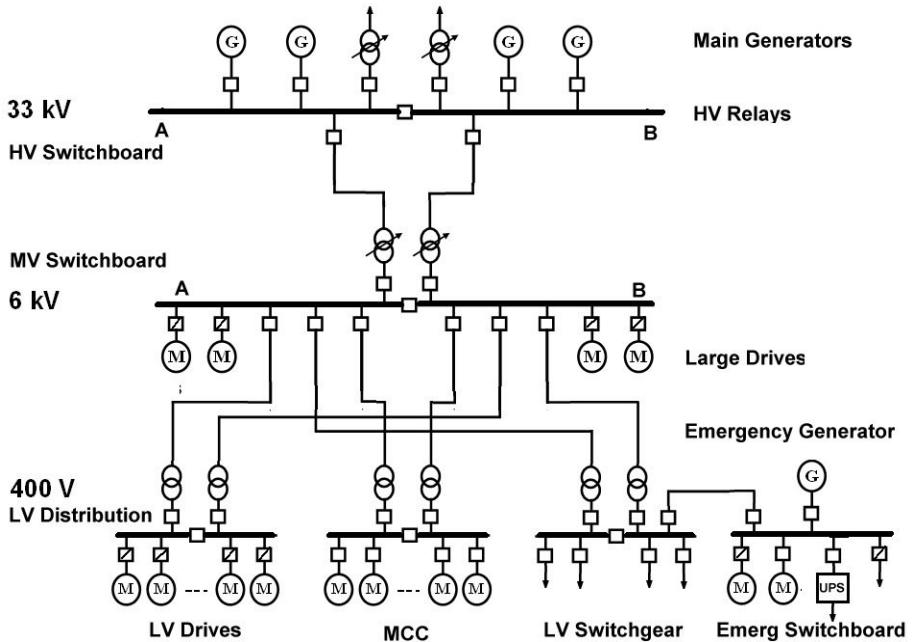 G G G G Main Generators
33 kV
A B HV Relays
HV Switchboard
MV Switchboard
A B
6 kV
M M M M Large Drives
Emergency Generator
G
400 V
LV Distribution
M M --- M M M M --- M M M M UPS
LV Drives MCC LV Switchgear Emerg Switchboard